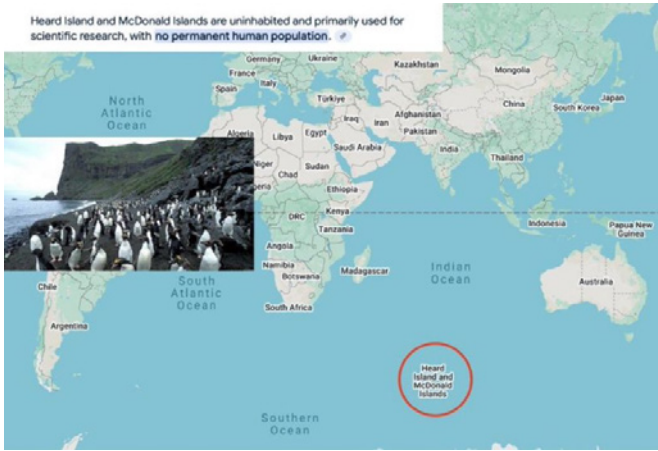 Heard Island and McDonald Islands are uninhabited and primarily used for
scientific research, with no permanent human population.
Germany
Ukraine
Kazakhstan
Mongolia
France
Spain
Italy
Türkiye
North
Atlantic
Ocean
Iraq
Iran
Afghanistan
Pakistan
China
South Korea
Japan
Algeria
Libya
Egypt
Saudi Arabia
India
Thailand
Niger
Chad
Sudan
Ethiopia
DRC
Kenya
Tanzania
Indonesia
Papua New
Guinea
Angola
Namibia
Botswana
Madagascar
Indian
Ocean
Australia
South
Atlantic
Ocean
South Africa
Chile
Argentina
Heard
Island and
McDonald
Islands
Southern
Ocean